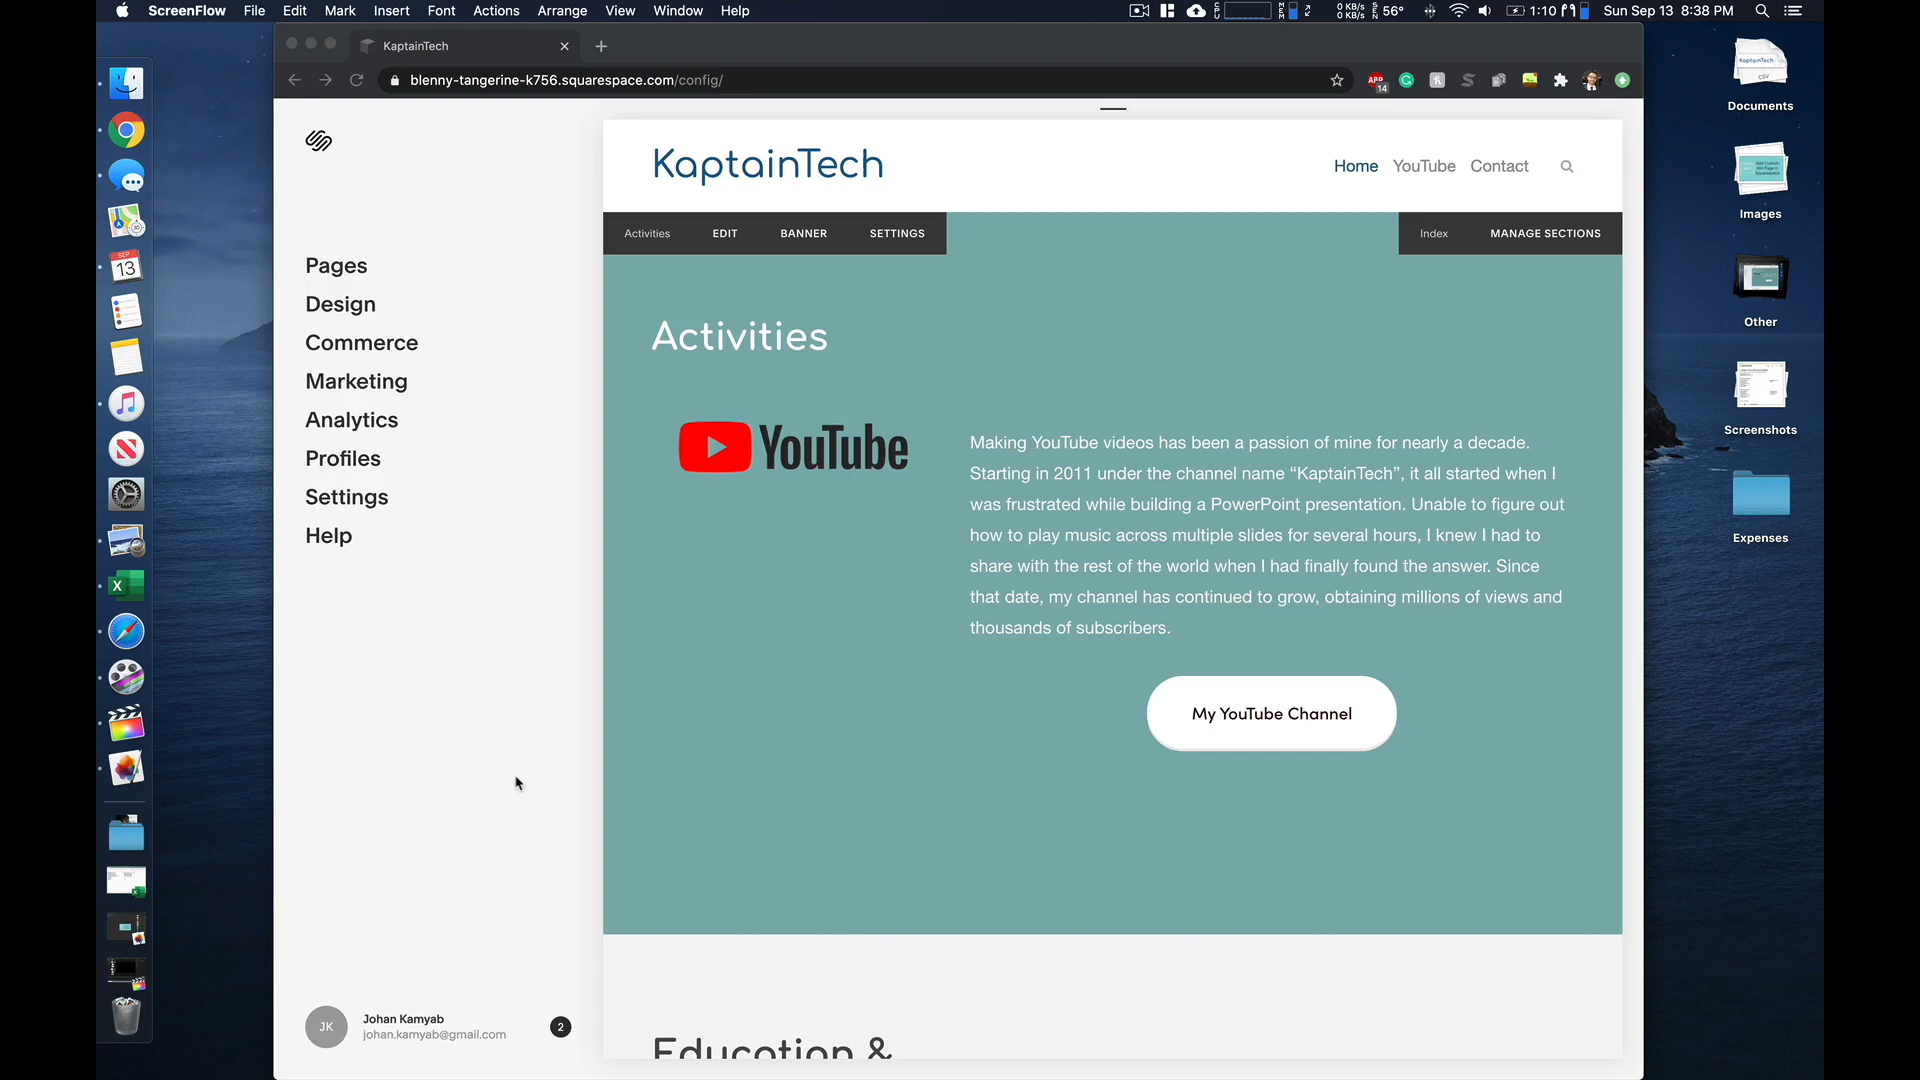 ScreenFlow File Edit Mark Insert Font Actions Arrange View Window Help
0 KB/s 0 KB/s 56° 1:10 Sun Sep 13 8:38 PM
KaptainTech
blenny-tangerine-k756.squarespace.com/config/
14
Documents
Images
Other
Screenshots
Expenses
SEP
13
Pages
Design
Commerce
Marketing
Analytics
Profiles
Settings
Help
Johan Kamyab
johan.kamyab@gmail.com
JK
2
KaptainTech
Home YouTube Contact
Activities EDIT BANNER SETTINGS
Index MANAGE SECTIONS
Activities
YouTube
Making YouTube videos has been a passion of mine for nearly a decade.
Starting in 2011 under the channel name “KaptainTech”, it all started when I
was frustrated while building a PowerPoint presentation. Unable to figure out
how to play music across multiple slides for several hours, I knew I had to
share with the rest of the world when I had finally found the answer. Since
that date, my channel has continued to grow, obtaining millions of views and
thousands of subscribers.
My YouTube Channel
Education &